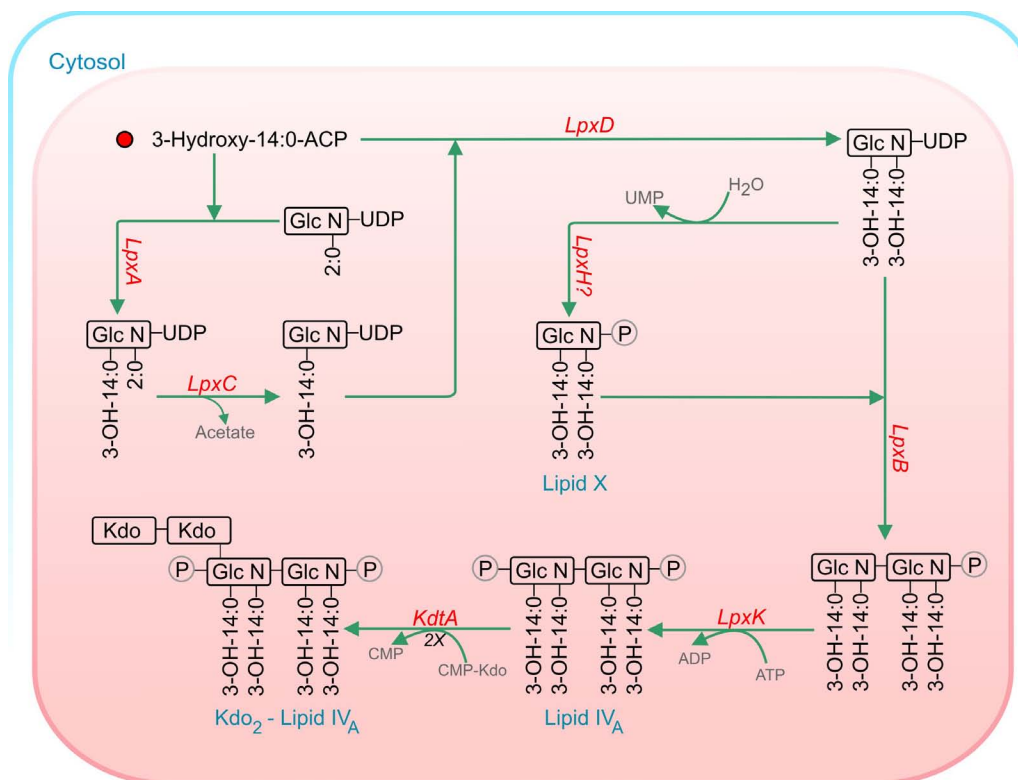 Cytosol
3-Hydroxy-14:0-ACP
LpxD
Glc N
UDP
3-OH-14:0
3-OH-14:0
UMP
H2O
Glc N
UDP
2:0
LpxA
LpxH?
Glc N
UDP
3-OH-14:0
2:0
LpxC
Acetate
Glc N
UDP
3-OH-14:0
Glc N
P
3-OH-14:0
3-OH-14:0
Lipid X
LpxB
Kdo
Kdo
P
Glc N
Glc N
P
3-OH-14:0
3-OH-14:0
3-OH-14:0
3-OH-14:0
Kdo2 - Lipid IVA
KdtA
2X
CMP
CMP-Kdo
P
Glc N
Glc N
P
3-OH-14:0
3-OH-14:0
3-OH-14:0
3-OH-14:0
Lipid IVA
LpxK
ADP
ATP
Glc N
Glc N
P
3-OH-14:0
3-OH-14:0
3-OH-14:0
3-OH-14:0